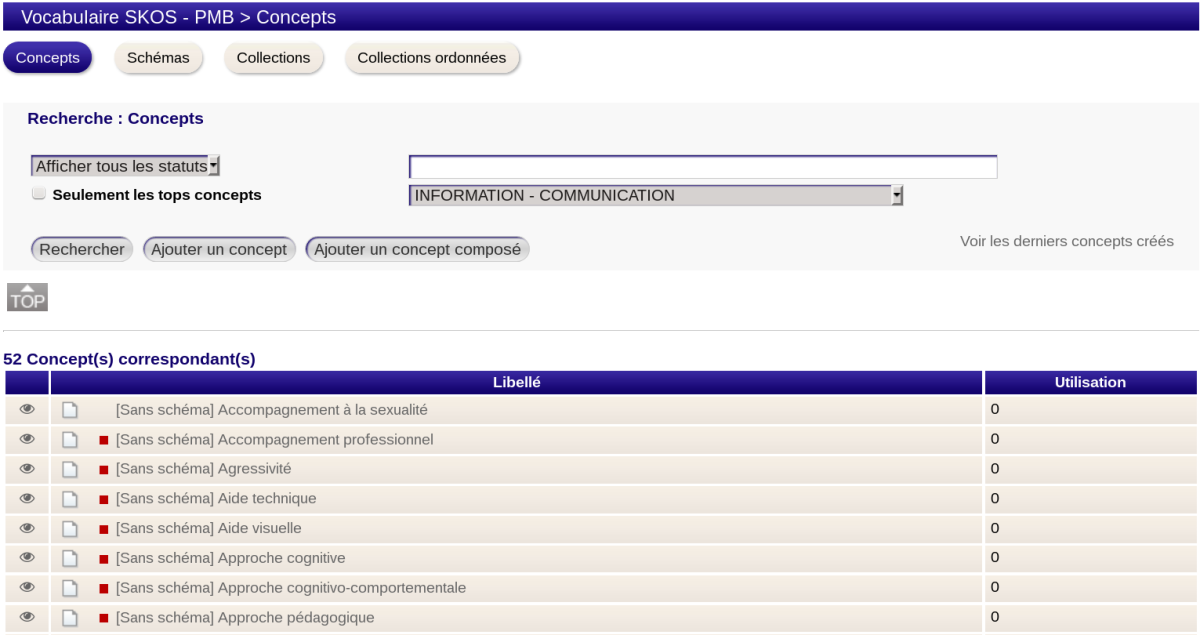 Vocabulaire SKOS - PMB > Concepts
Concepts Schémas Collections Collections ordonnées
Recherche : Concepts
Afficher tous les statuts
Seulement les tops concepts INFORMATION - COMMUNICATION
Rechercher Ajouter un concept Ajouter un concept composé Voir les derniers concepts créés
TOP
52 Concept(s) correspondant(s)
Libellé Utilisation
[Sans schéma] Accompagnement à la sexualité 0
[Sans schéma] Accompagnement professionnel 0
[Sans schéma] Agressivité 0
[Sans schéma] Aide technique 0
[Sans schéma] Aide visuelle 0
[Sans schéma] Approche cognitive 0
[Sans schéma] Approche cognitivo-comportementale 0
[Sans schéma] Approche pédagogique 0